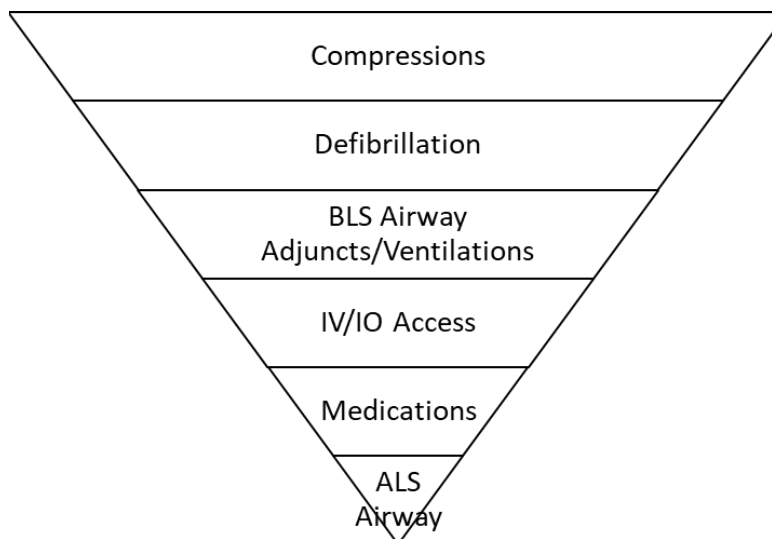 Compressions
Defibrillation
BLS Airway
Adjuncts/Ventilations
IV/IO Access
Medications
ALS
Airway